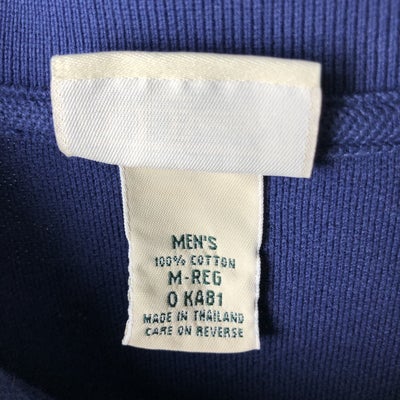 MEN'S
100% COTTON
M-REG
0 KA81
MADE IN THAILAND
CARE ON REVERSE